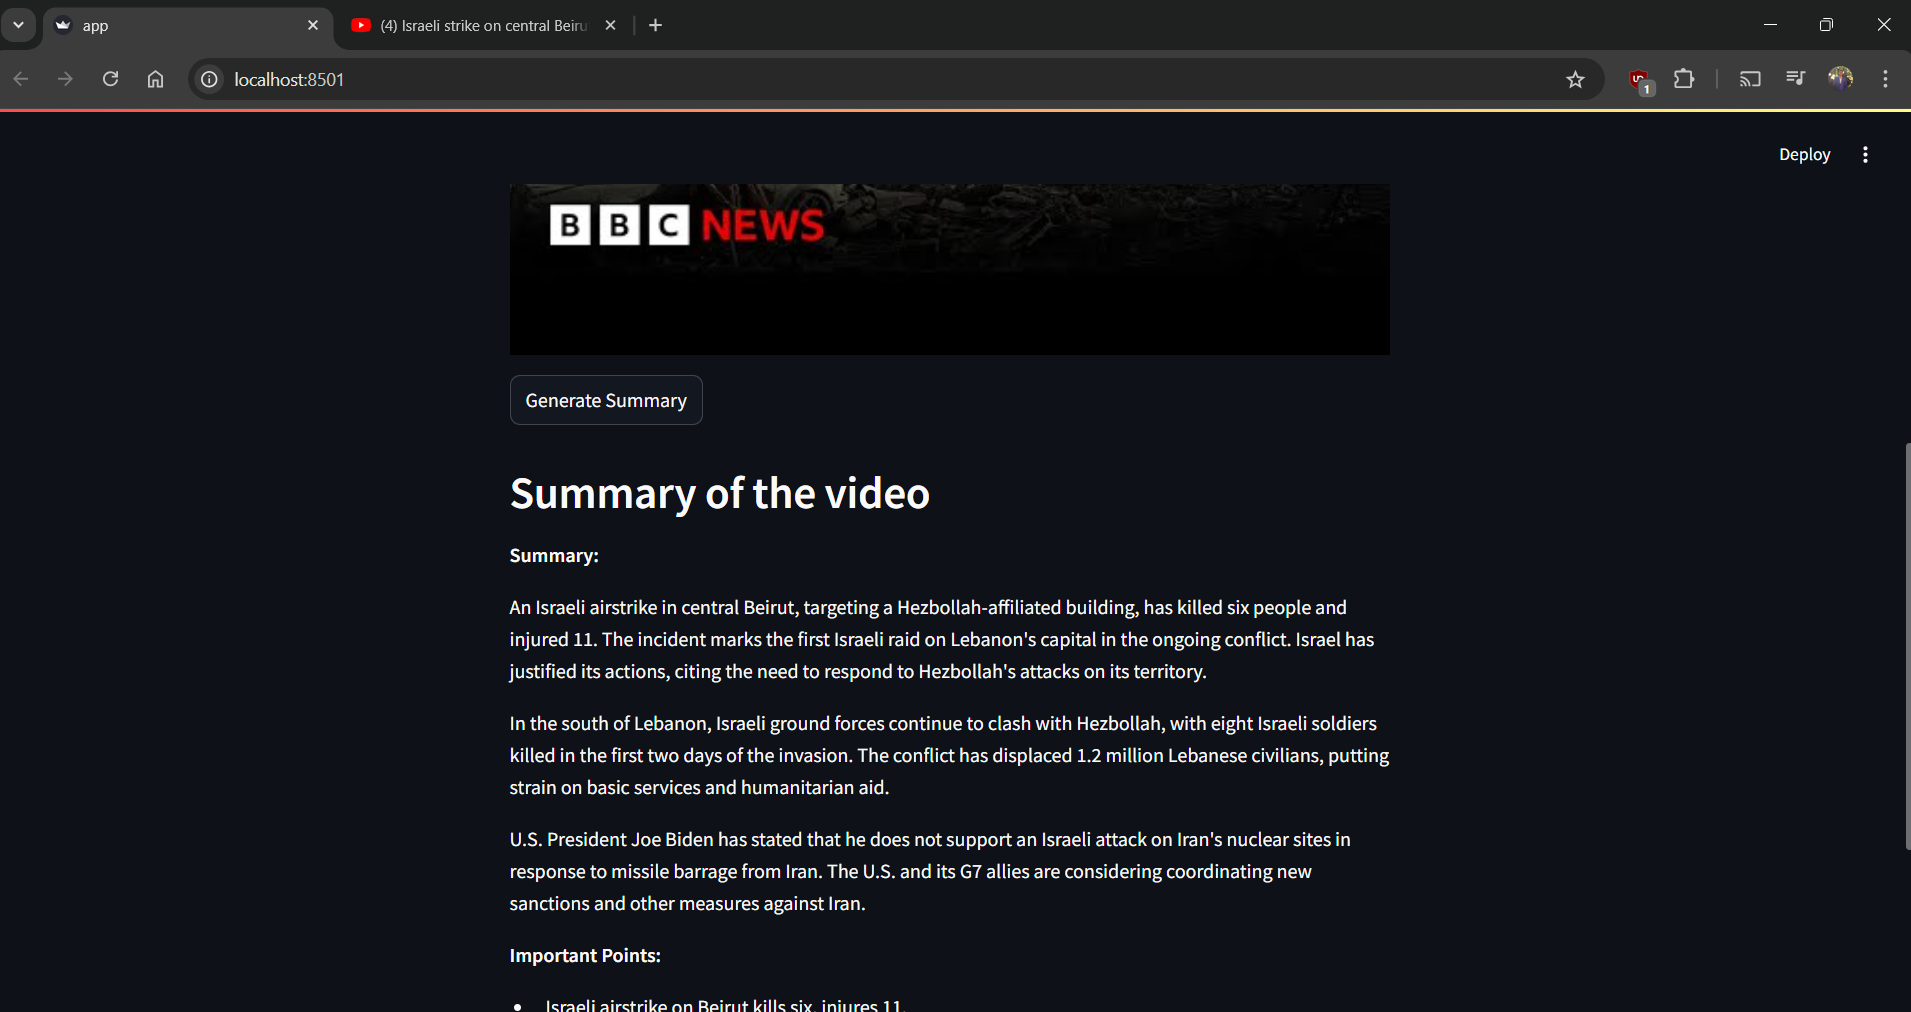 app
(4) Israeli strike on central Beiru
localhost:8501
1
Deploy
BBC NEWS
Generate Summary
Summary of the video
Summary:
An Israeli airstrike in central Beirut, targeting a Hezbollah-affiliated building, has killed six people and
injured 11. The incident marks the first Israeli raid on Lebanon's capital in the ongoing conflict. Israel has
justified its actions, citing the need to respond to Hezbollah's attacks on its territory.
In the south of Lebanon, Israeli ground forces continue to clash with Hezbollah, with eight Israeli soldiers
killed in the first two days of the invasion. The conflict has displaced 1.2 million Lebanese civilians, putting
strain on basic services and humanitarian aid.
U.S. President Joe Biden has stated that he does not support an Israeli attack on Iran's nuclear sites in
response to missile barrage from Iran. The U.S. and its G7 allies are considering coordinating new
sanctions and other measures against Iran.
Important Points:
• Israeli airstrike on Beirut kills six, injures 11.